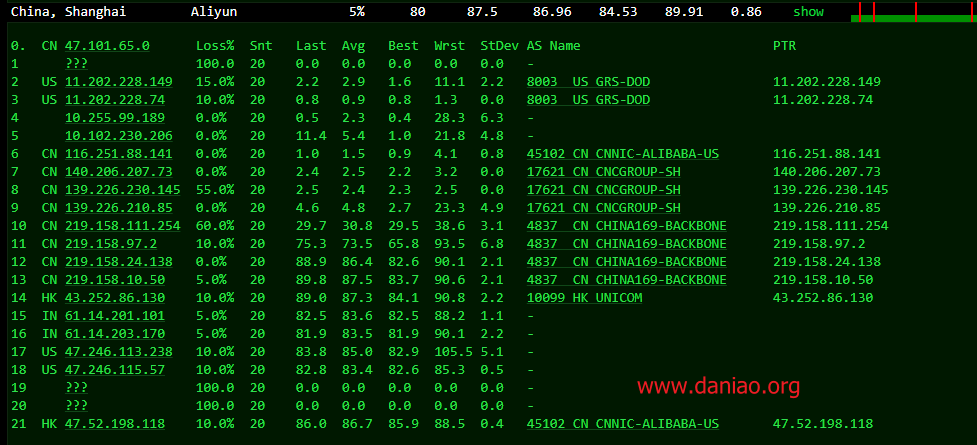 China, Shanghai Aliyun 5% 80 87.5 86.96 84.53 89.91 0.86 show
0. CN 47.101.65.0 Loss% Snt Last Avg Best Wrst StDev AS Name PTR
1 ??? 100.0 20 0.0 0.0 0.0 0.0 0.0 -
2 US 11.202.228.149 15.0% 20 2.2 2.9 1.6 11.1 2.2 8003 US GRS-DOD 11.202.228.149
3 US 11.202.228.74 10.0% 20 0.8 0.9 0.8 1.3 0.0 8003 US GRS-DOD 11.202.228.74
4 10.255.99.189 0.0% 20 0.5 2.3 0.4 28.3 6.3 -
5 10.102.230.206 0.0% 20 11.4 5.4 1.0 21.8 4.8 -
6 CN 116.251.88.141 0.0% 20 1.0 1.5 0.9 4.1 0.8 45102 CN CNNIC-ALIBABA-US 116.251.88.141
7 CN 140.206.207.73 0.0% 20 2.4 2.5 2.2 3.2 0.0 17621 CN CNCGROUP-SH 140.206.207.73
8 CN 139.226.230.145 55.0% 20 2.5 2.4 2.3 2.5 0.0 17621 CN CNCGROUP-SH 139.226.230.145
9 CN 139.226.210.85 0.0% 20 4.6 4.8 2.7 23.3 4.9 17621 CN CNCGROUP-SH 139.226.210.85
10 CN 219.158.111.254 60.0% 20 29.7 30.8 29.5 38.6 3.1 4837 CN CHINA169-BACKBONE 219.158.111.254
11 CN 219.158.97.2 10.0% 20 75.3 73.5 65.8 93.5 6.8 4837 CN CHINA169-BACKBONE 219.158.97.2
12 CN 219.158.24.138 0.0% 20 88.9 86.4 82.6 90.1 2.1 4837 CN CHINA169-BACKBONE 219.158.24.138
13 CN 219.158.10.50 5.0% 20 89.8 87.5 83.7 90.6 2.1 4837 CN CHINA169-BACKBONE 219.158.10.50
14 HK 43.252.86.130 10.0% 20 89.0 87.3 84.1 90.8 2.2 10099 HK UNICOM 43.252.86.130
15 IN 61.14.201.101 5.0% 20 82.5 83.6 82.5 88.2 1.1 -
16 IN 61.14.203.170 5.0% 20 81.9 83.5 81.9 90.1 2.2 -
17 US 47.246.113.238 10.0% 20 83.8 85.0 82.9 105.5 5.1 -
18 US 47.246.115.57 10.0% 20 82.8 83.4 82.6 85.3 0.5 -
19 ??? 100.0 20 0.0 0.0 0.0 0.0 0.0 -
www.daniao.org
20 ??? 100.0 20 0.0 0.0 0.0 0.0 0.0 -
21 HK 47.52.198.118 10.0% 20 86.0 86.7 85.9 88.5 0.4 45102 CN CNNIC-ALIBABA-US 47.52.198.118